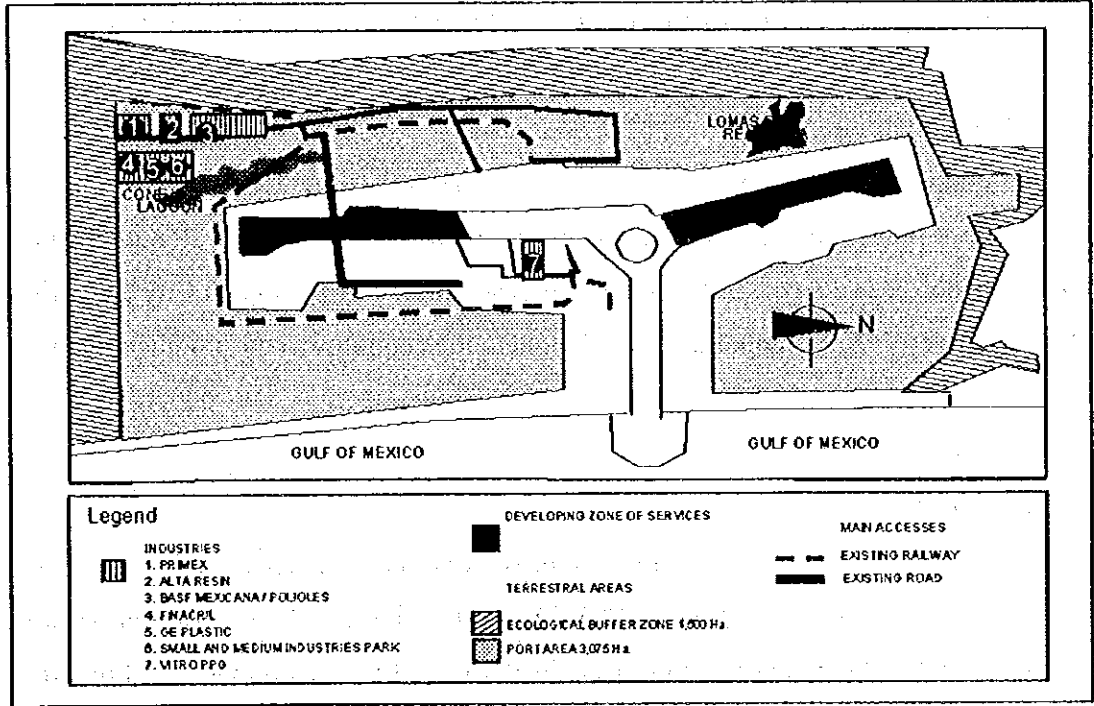 1 2 3
4 5 6
LAGOON
LOMAS
7
N
GULF OF MEXICO
GULF OF MEXICO
Legend
INDUSTRIES
1. PRIMEX
2. ALTA RESIN
3. BASF MEXICANA / POLIOLES
4. FINACRIL
5. GE PLASTIC
6. SMALL AND MEDIUM INDUSTRIES PARK
7. VITRO PPG
DEVELOPING ZONE OF SERVICES
TERRESTRIAL AREAS
ECOLOGICAL BUFFER ZONE 1,500 Ha.
PORT AREA 3,075 Ha.
MAIN ACCESSES
EXISTING RAILWAY
EXISTING ROAD